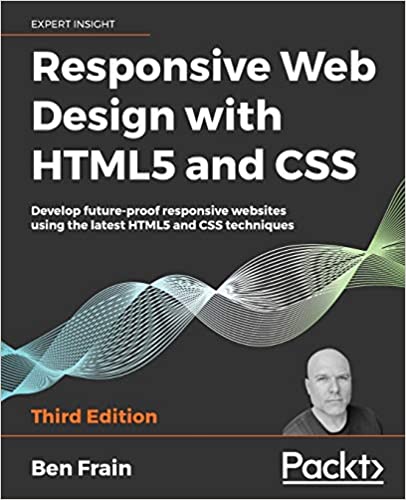 EXPERT INSIGHT
Responsive Web
Design with
HTML5 and CSS
Develop future-proof responsive websites
using the latest HTML5 and CSS techniques
Third Edition
Ben Frain
Packt>